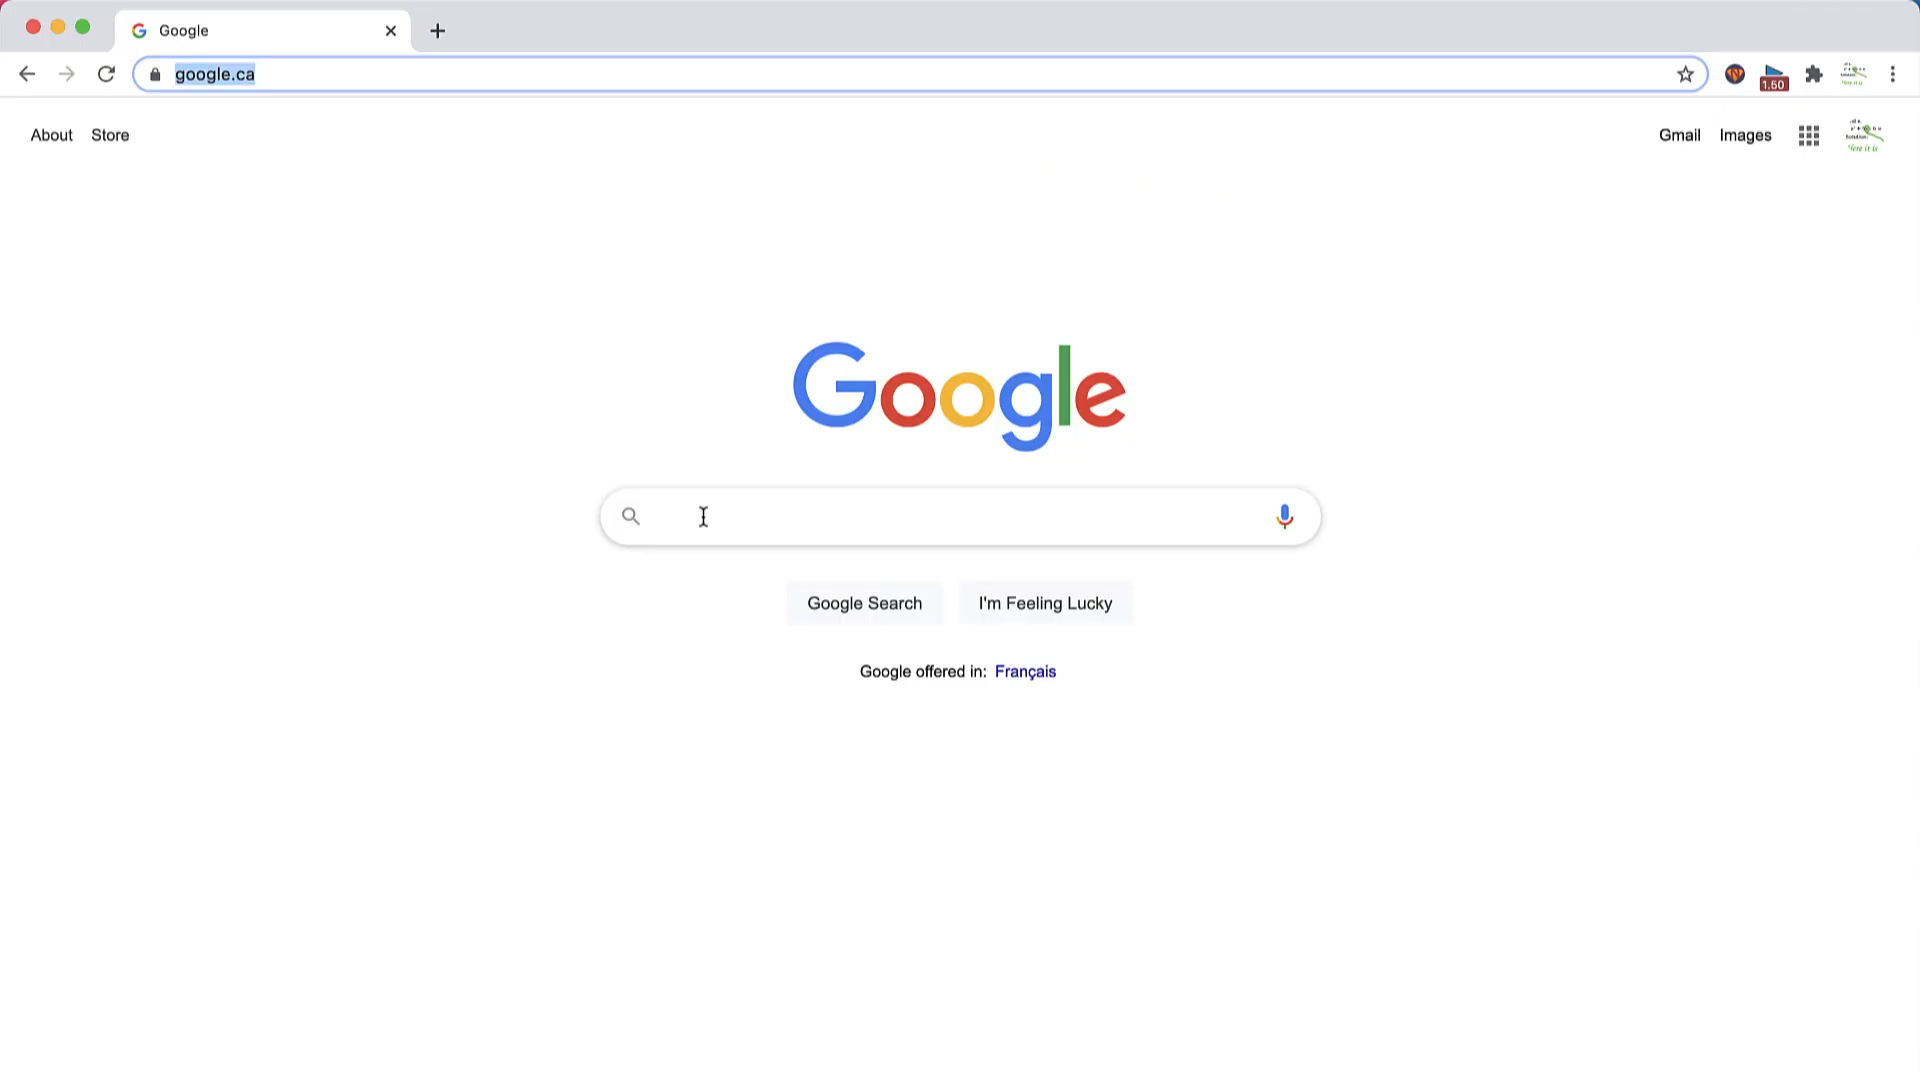 Google
google.ca
1.50
About Store
Gmail Images
Google
Google Search I'm Feeling Lucky
Google offered in: Français